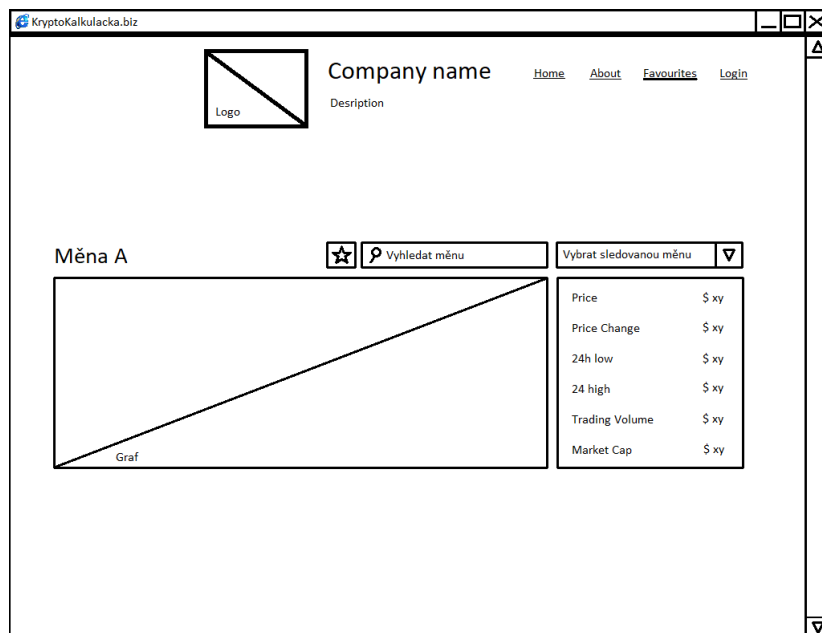 KryptoKalkulacka.biz
Company name
Home About Favourites Login
Desription
Logo
Měna A
Vyhledat měnu
Vybrat sledovanou měnu
Price $ xy
Price Change $ xy
24h low $ xy
24 high $ xy
Trading Volume $ xy
Market Cap $ xy
Graf